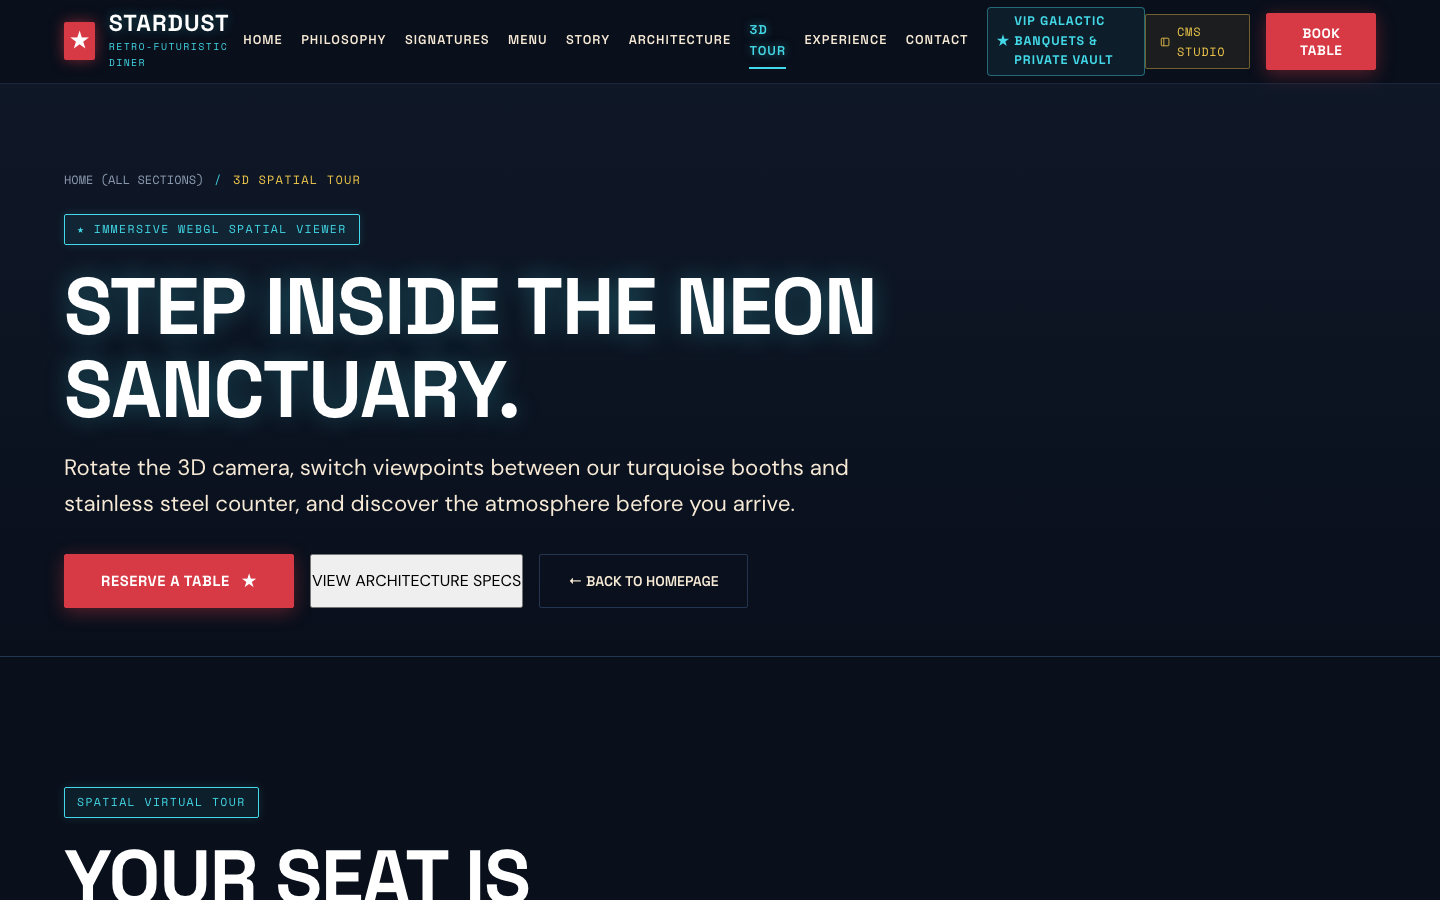 STARDUST
RETRO-FUTURISTIC
DINER
HOME
PHILOSOPHY
SIGNATURES
MENU
STORY
ARCHITECTURE
3D
TOUR
EXPERIENCE
CONTACT
★ VIP GALACTIC
BANQUETS &
PRIVATE VAULT
CMS
STUDIO
BOOK
TABLE
HOME (ALL SECTIONS) / 3D SPATIAL TOUR
★ IMMERSIVE WEBGL SPATIAL VIEWER
STEP INSIDE THE NEON
SANCTUARY.
Rotate the 3D camera, switch viewpoints between our turquoise booths and
stainless steel counter, and discover the atmosphere before you arrive.
RESERVE A TABLE ★
VIEW ARCHITECTURE SPECS
← BACK TO HOMEPAGE
SPATIAL VIRTUAL TOUR
YOUR SEAT IS